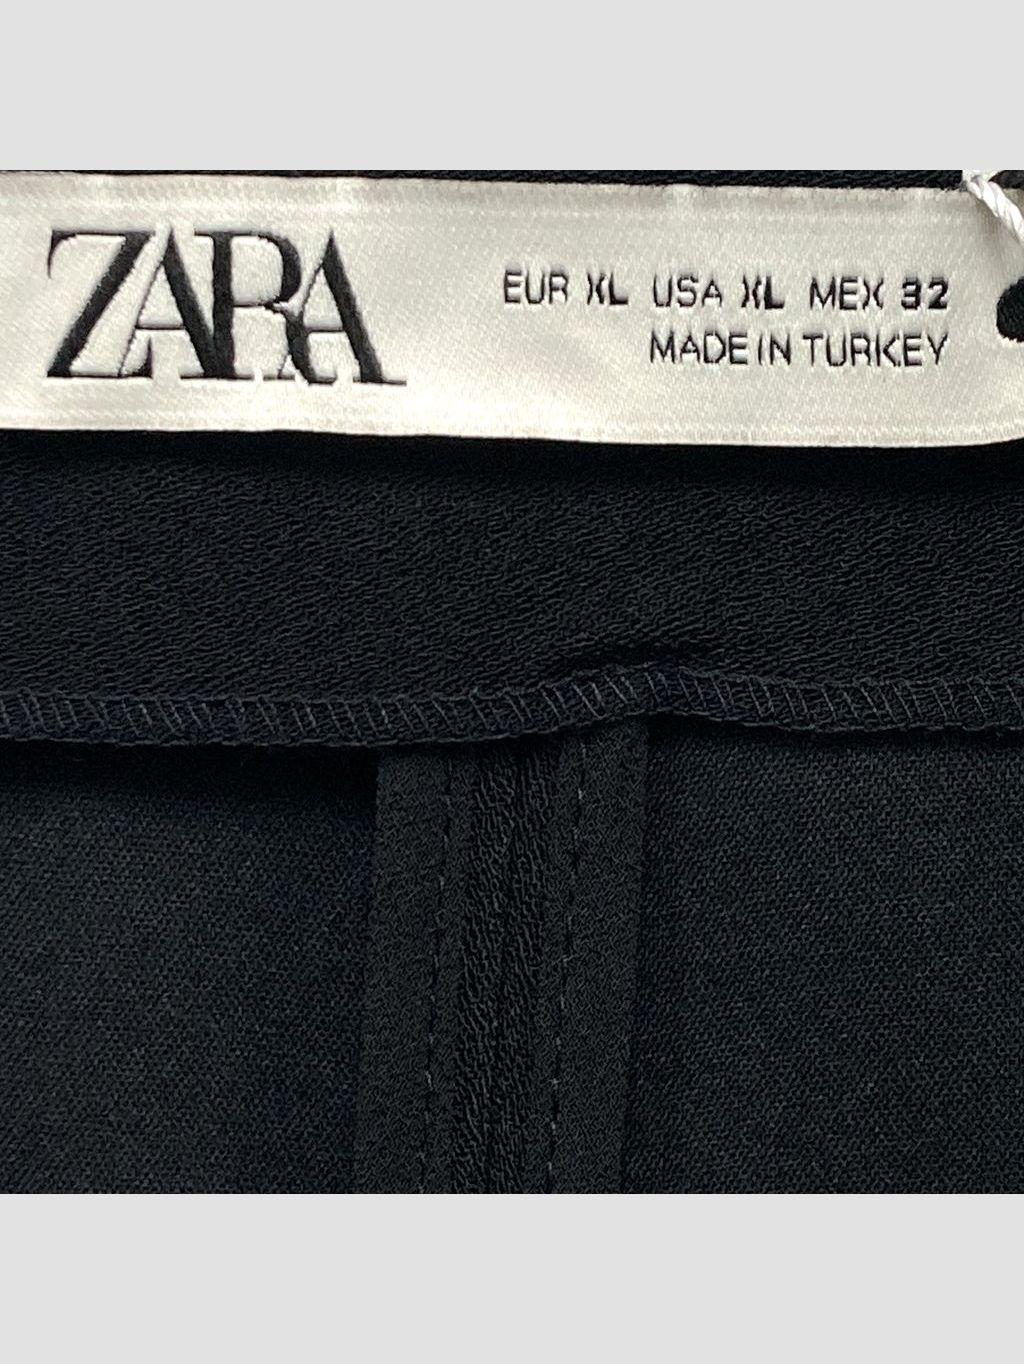 ZARA
EUR XL USA XL MEX 32
MADE IN TURKEY